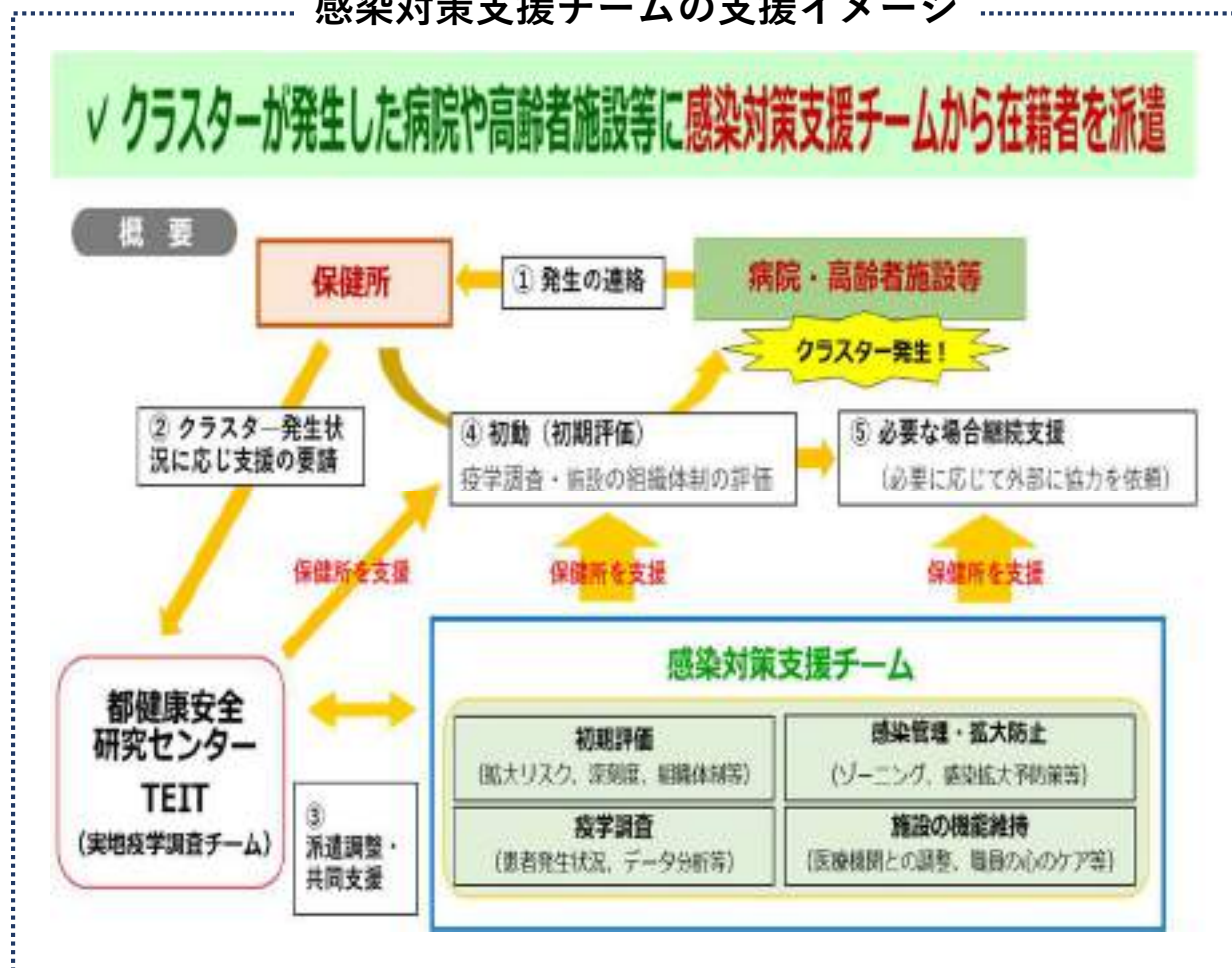 感染対策支援チームの支援イメージ
✓ クラスターが発生した病院や高齢者施設等に感染対策支援チームから在籍者を派遣
概 要
保健所
① 発生の連絡
病院・高齢者施設等
クラスター発生！
② クラスタ―発生状
況に応じ支援の要請
④ 初動（初期評価）
疫学調査・施設の組織体制の評価
⑤ 必要な場合継続支援
（必要に応じて外部に協力を依頼）
保健所を支援
保健所を支援
保健所を支援
都健康安全
研究センター
TEIT
（実地疫学調査チーム）
③
派遣調整・
共同支援
感染対策支援チーム
初期評価
（拡大リスク、深刻度、組織体制等）
感染管理・拡大防止
（ゾーニング、感染拡大予防策等）
疫学調査
（患者発生状況、データ分析等）
施設の機能維持
（医療機関との調整、職員の心のケア等）